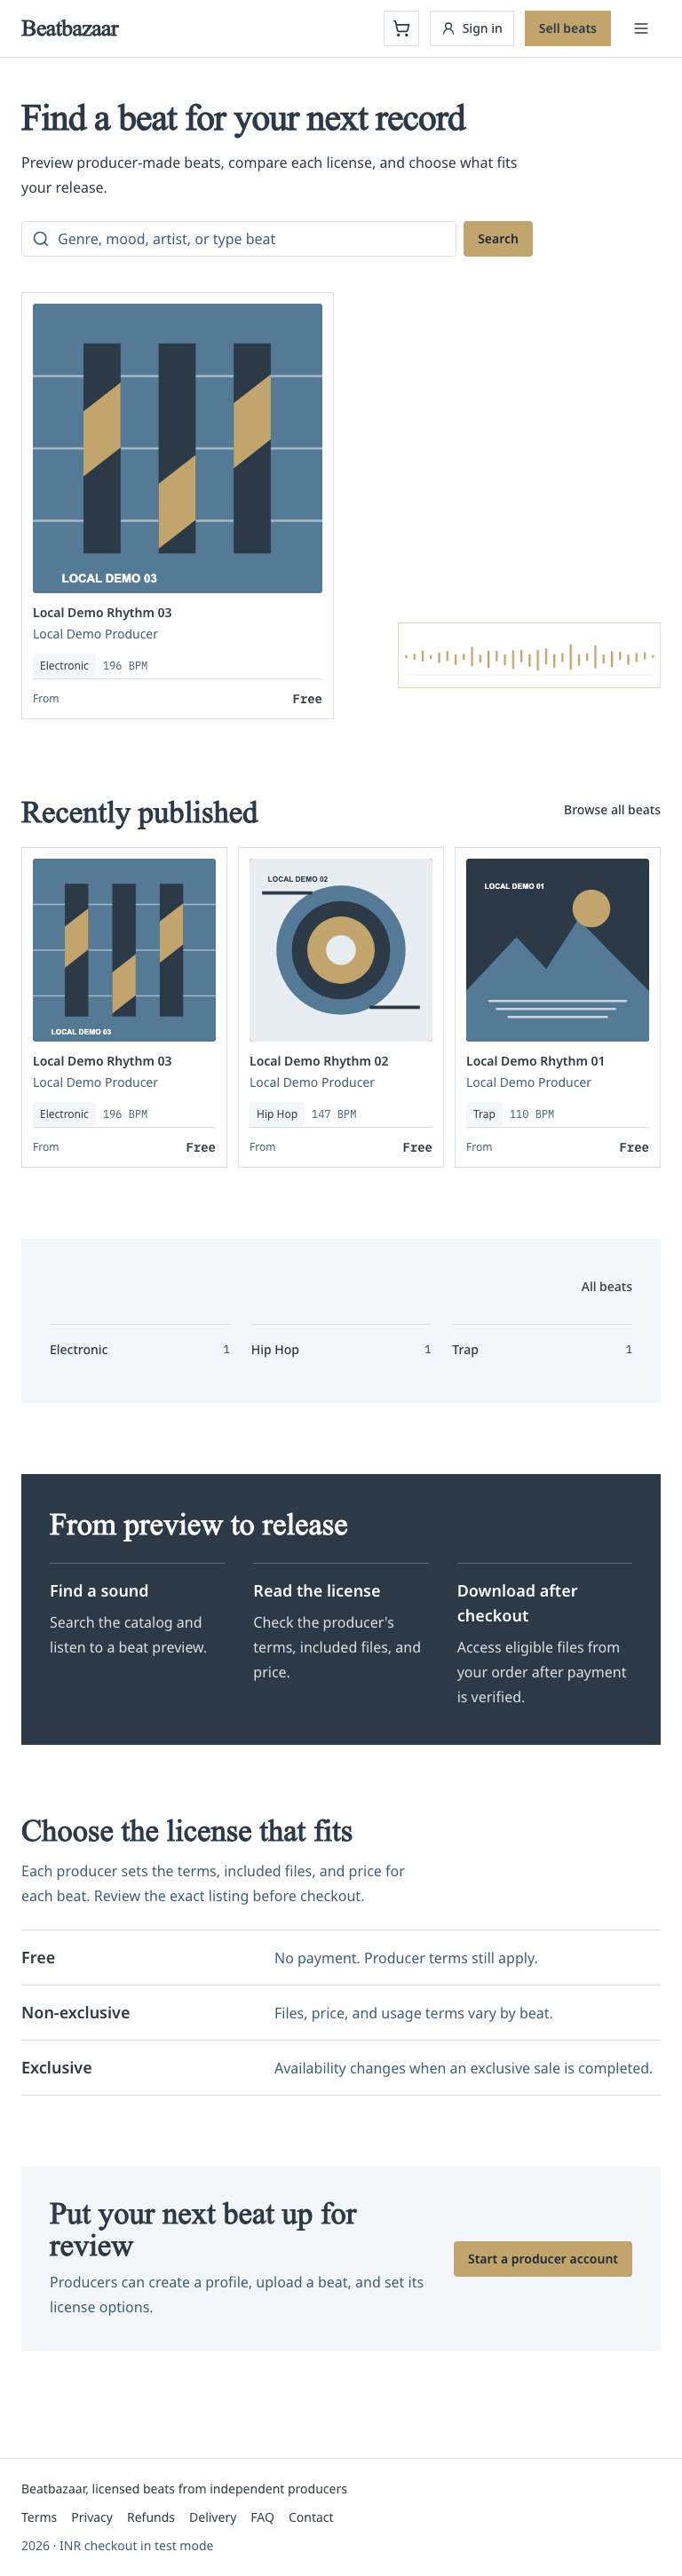 Beatbazaar
Sign in
Sell beats
Find a beat for your next record
Preview producer-made beats, compare each license, and choose what fits
your release.
Genre, mood, artist, or type beat
Search
LOCAL DEMO 03
Local Demo Rhythm 03
Local Demo Producer
Electronic 196 BPM
From Free
Recently published
Browse all beats
LOCAL DEMO 03
Local Demo Rhythm 03
Local Demo Producer
Electronic 196 BPM
From Free
LOCAL DEMO 02
Local Demo Rhythm 02
Local Demo Producer
Hip Hop 147 BPM
From Free
LOCAL DEMO 01
Local Demo Rhythm 01
Local Demo Producer
Trap 110 BPM
From Free
All beats
Electronic 1
Hip Hop 1
Trap 1
From preview to release
Find a sound
Search the catalog and
listen to a beat preview.
Read the license
Check the producer's
terms, included files, and
price.
Download after
checkout
Access eligible files from
your order after payment
is verified.
Choose the license that fits
Each producer sets the terms, included files, and price for
each beat. Review the exact listing before checkout.
Free
No payment. Producer terms still apply.
Non-exclusive
Files, price, and usage terms vary by beat.
Exclusive
Availability changes when an exclusive sale is completed.
Put your next beat up for
review
Producers can create a profile, upload a beat, and set its
license options.
Start a producer account
Beatbazaar, licensed beats from independent producers
Terms Privacy Refunds Delivery FAQ Contact
2026 · INR checkout in test mode